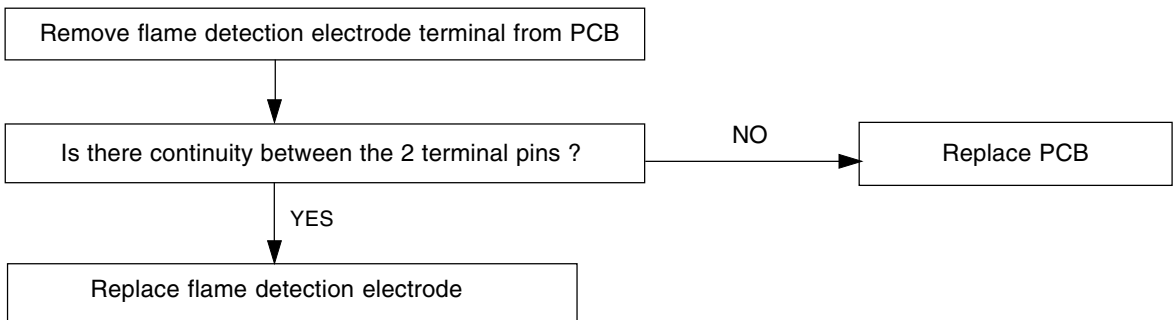 Remove flame detection electrode terminal from PCB
Is there continuity between the 2 terminal pins ?
NO
Replace PCB
YES
Replace flame detection electrode